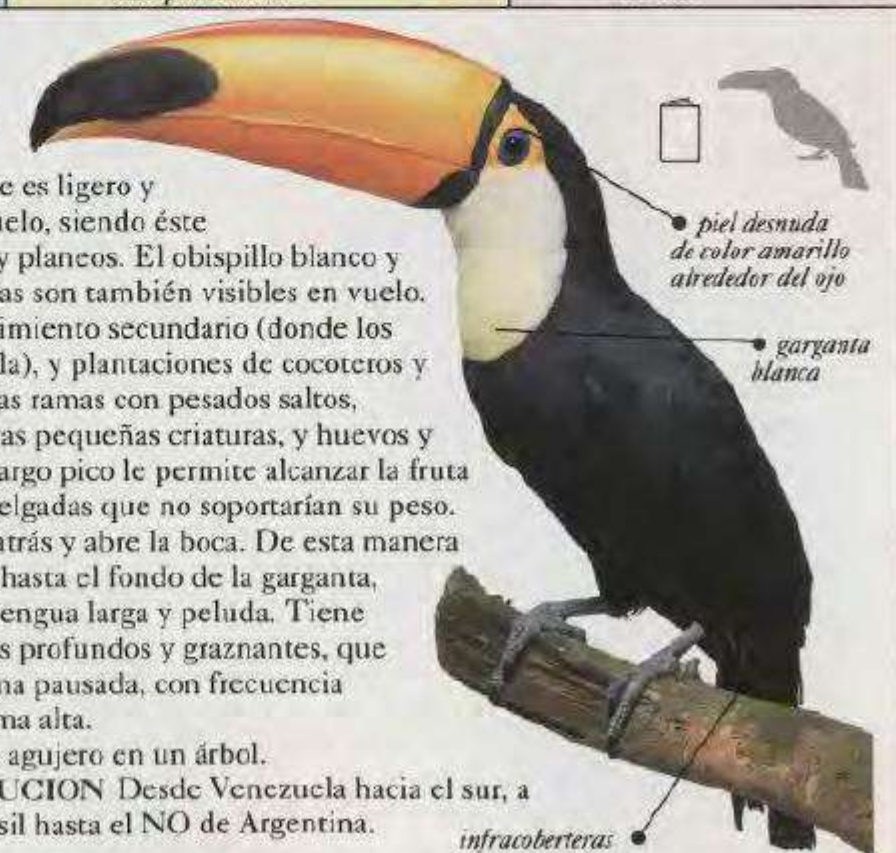 e es ligero y
elo, siendo éste
y planeos. El obispillo blanco y
as son también visibles en vuelo.
imiento secundario (donde los
la), y plantaciones de cocoteros y
as ramas con pesados saltos,
as pequeñas criaturas, y huevos y
argo pico le permite alcanzar la fruta
elgadas que no soportarían su peso.
atrás y abre la boca. De esta manera
hasta el fondo de la garganta,
engua larga y peluda. Tiene
s profundos y graznantes, que
na pausada, con frecuencia
ma alta.
agujero en un árbol.
UCION Desde Venezuela hacia el sur, a
sil hasta el NO de Argentina.
piel desnuda
de color amarillo
alrededor del ojo
garganta
blanca
infracoberteras